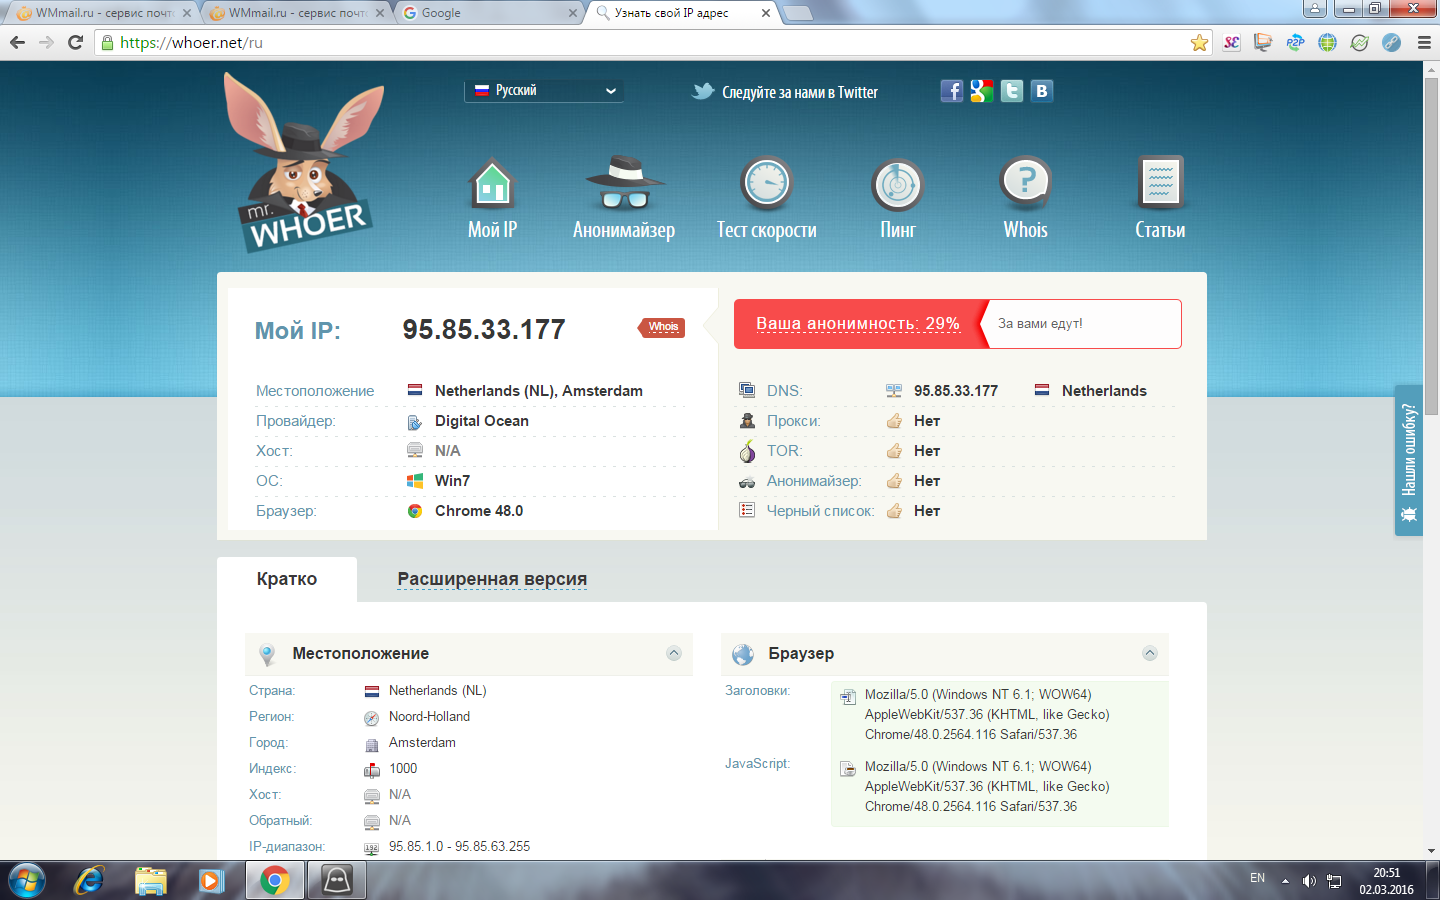 WMmail.ru - сервис почто
WMmail.ru - сервис почто
Google
Узнать свой IP адрес
https://whoer.net/ru
Русский
Следуйте за нами в Twitter
mr.
WHOER
Мой IP
Анонимайзер
Тест скорости
Пинг
Whois
Статьи
Мой IP:
95.85.33.177
Whois
Местоположение
Netherlands (NL), Amsterdam
Провайдер:
Digital Ocean
Хост:
N/A
ОС:
Win7
Браузер:
Chrome 48.0
Ваша анонимность: 29%
За вами едут!
DNS:
95.85.33.177
Netherlands
Прокси:
Нет
TOR:
Нет
Анонимайзер:
Нет
Черный список:
Нет
Нашли ошибку?
Кратко
Расширенная версия
Местоположение
Страна:
Netherlands (NL)
Регион:
Noord-Holland
Город:
Amsterdam
Индекс:
1000
Хост:
N/A
Обратный:
N/A
IP-диапазон:
95.85.1.0 - 95.85.63.255
Браузер
Заголовки:
Mozilla/5.0 (Windows NT 6.1; WOW64)
AppleWebKit/537.36 (KHTML, like Gecko)
Chrome/48.0.2564.116 Safari/537.36
JavaScript:
Mozilla/5.0 (Windows NT 6.1; WOW64)
AppleWebKit/537.36 (KHTML, like Gecko)
Chrome/48.0.2564.116 Safari/537.36
EN
20:51
02.03.2016